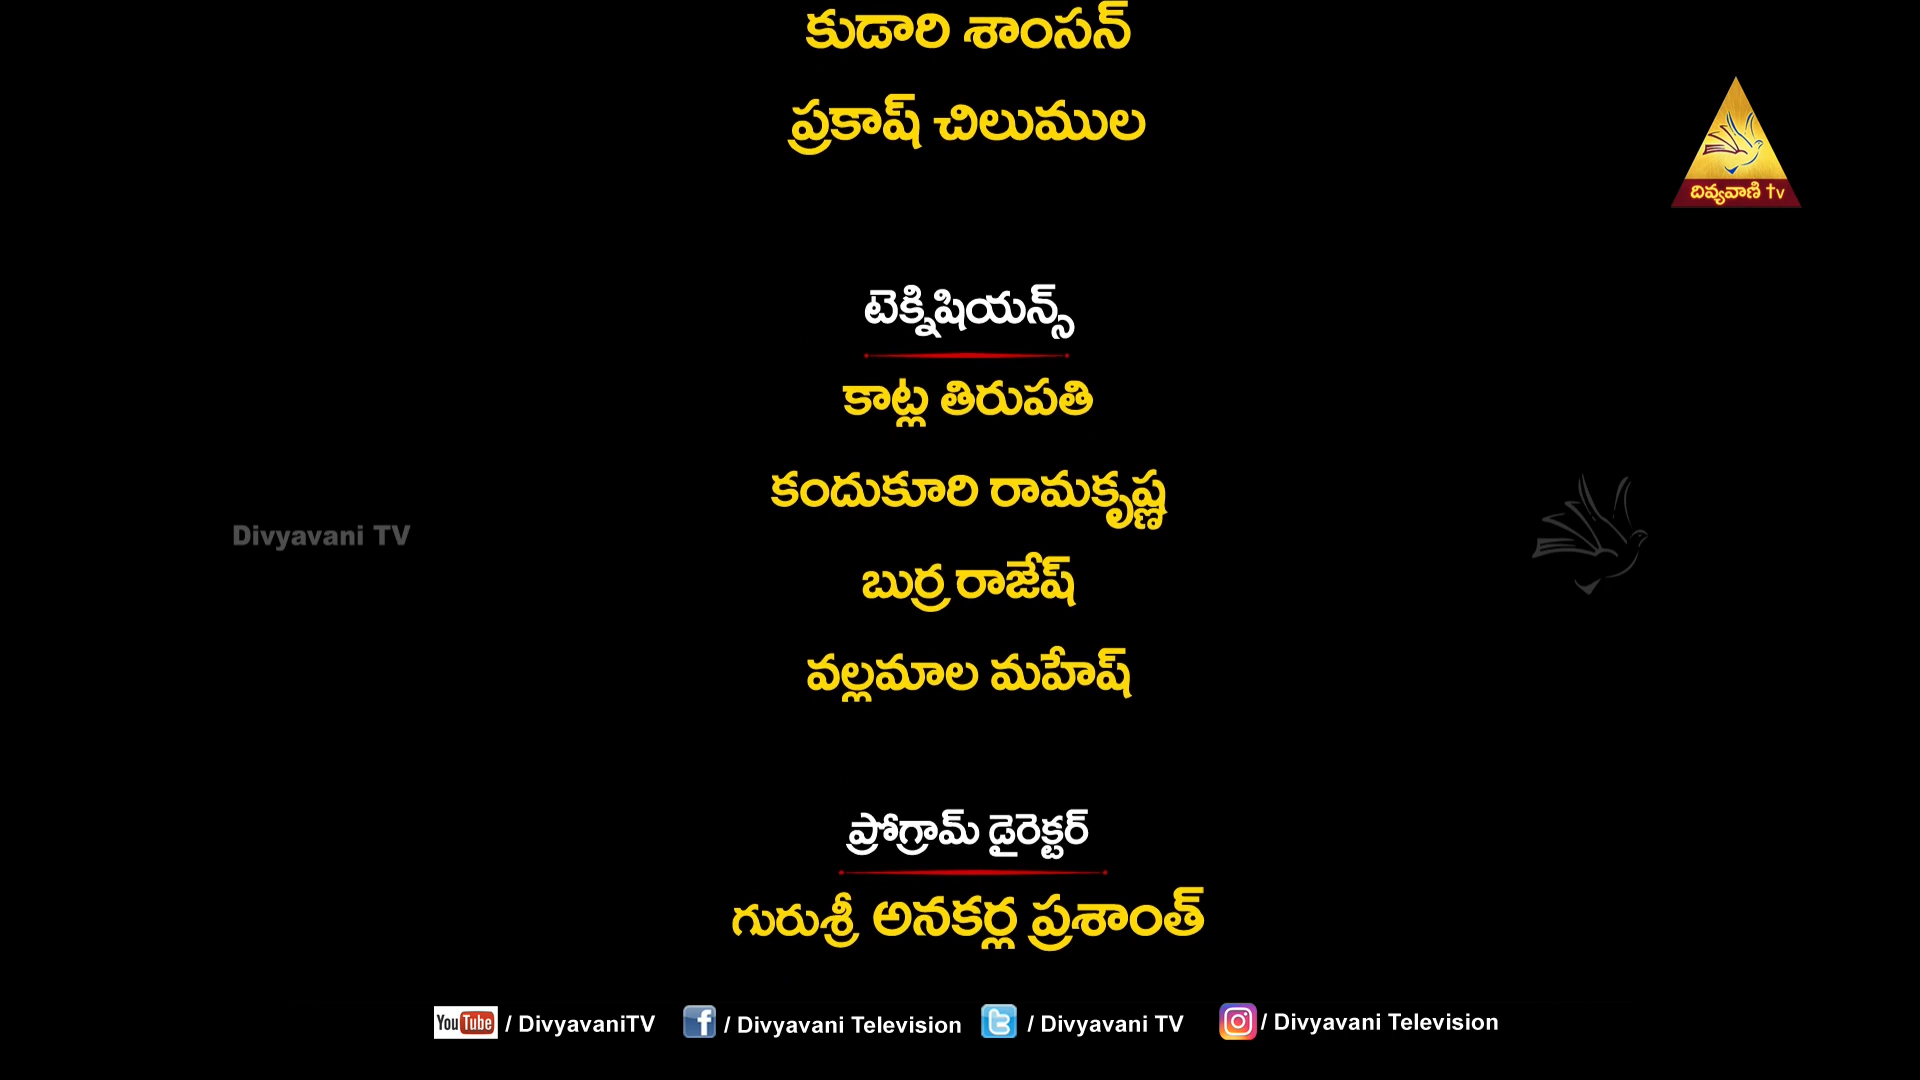 కుడారి శాంసన్
ప్రకాష్ చిలుముల
దివ్యవాణి tv
టెక్నిషియన్స్
కాట్ల తిరుపతి
కందుకూరి రామకృష్ణ
Divyavani TV
బుర్ర రాజేష్
వల్లమాల మహేష్
ప్రోగ్రామ్ డైరెక్టర్
గురుశ్రీ అనకర్ల ప్రశాంత్
YouTube / DivyavaniTV / Divyavani Television / Divyavani TV / Divyavani Television